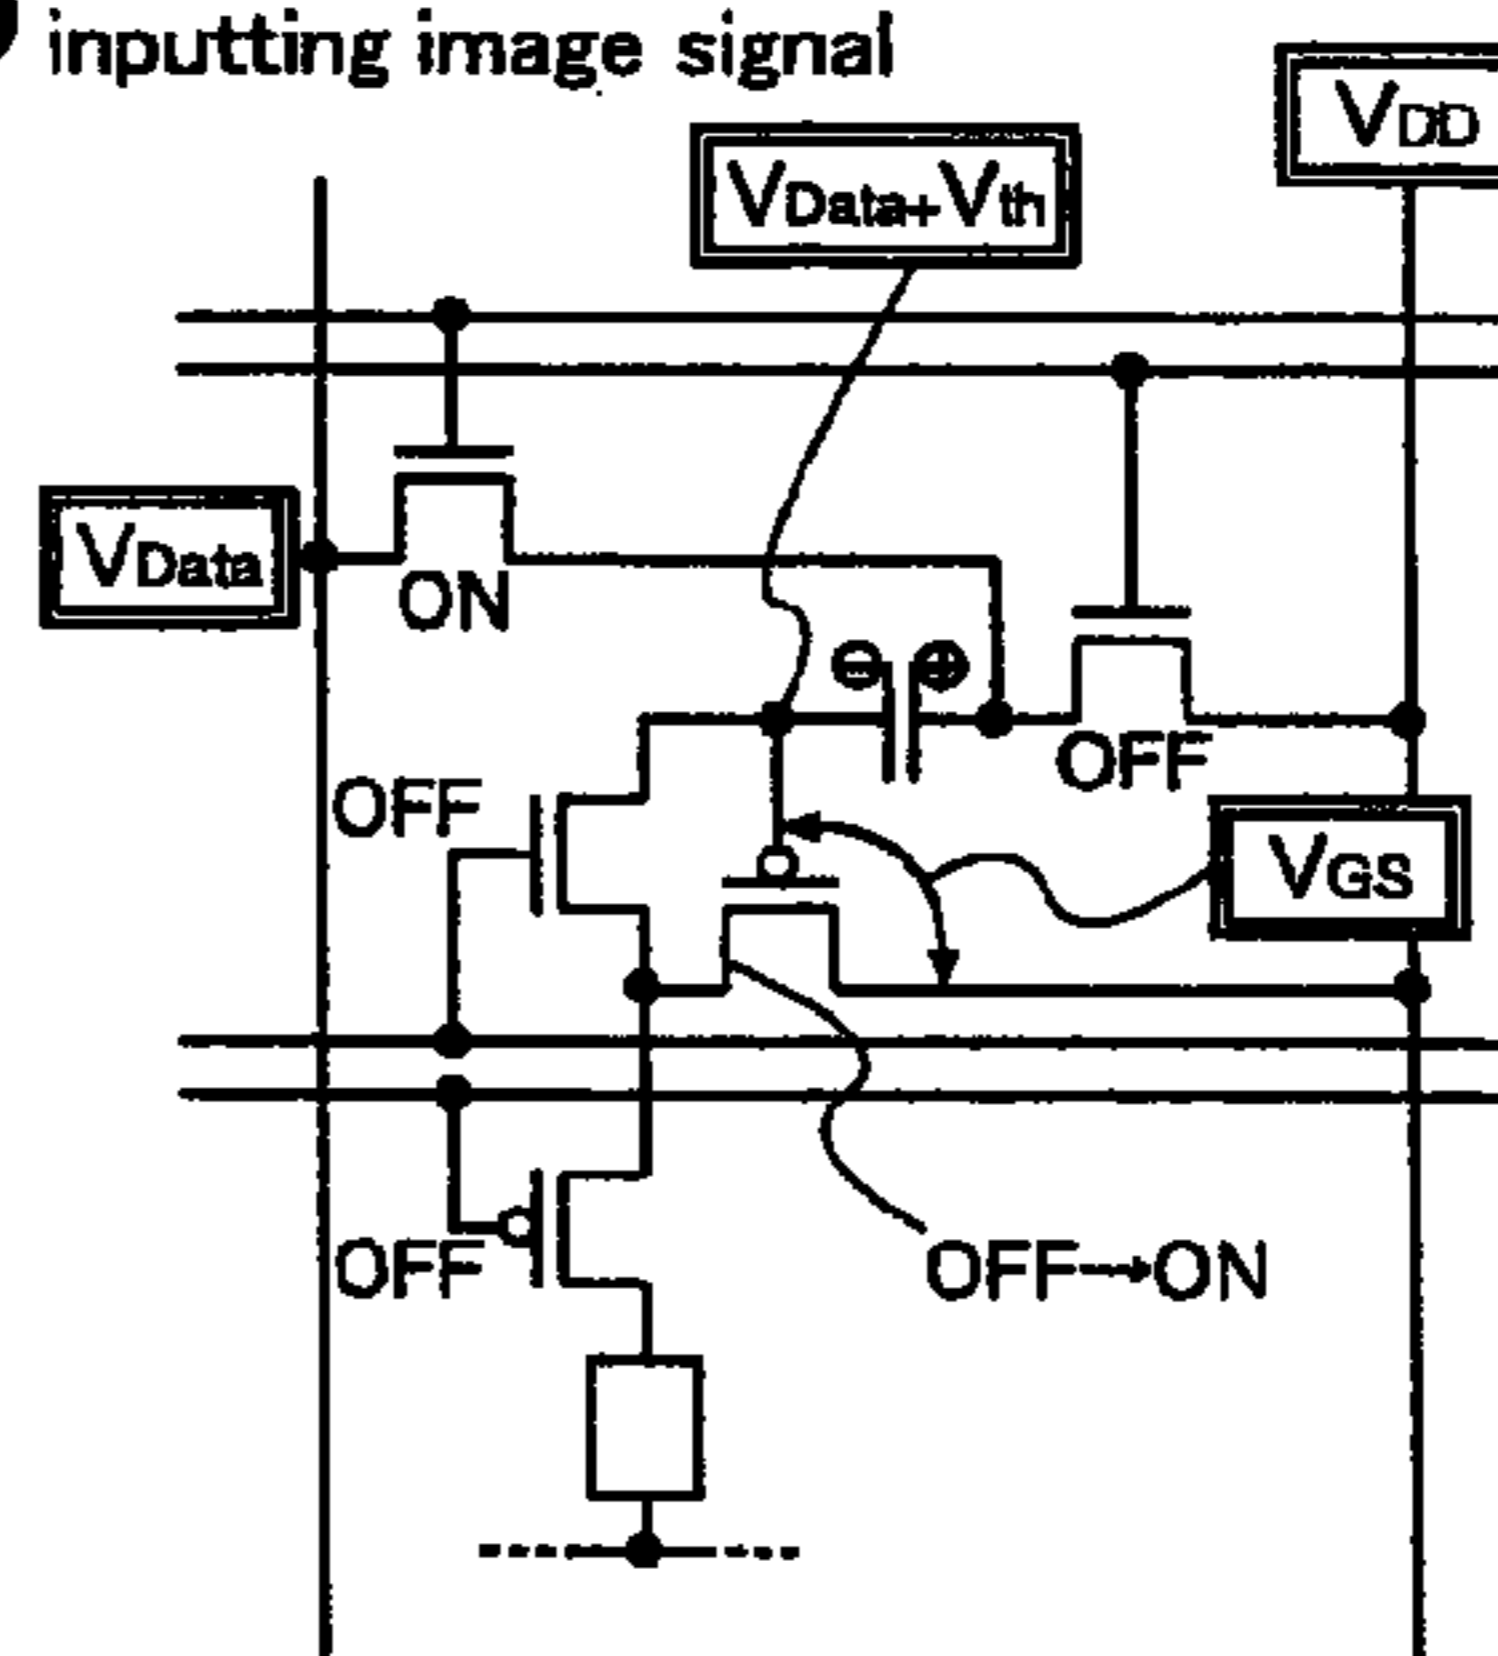 inputting image signal
VDD
VData+Vth
VData
ON
OFF
OFF
VGS
OFF
OFF→ON